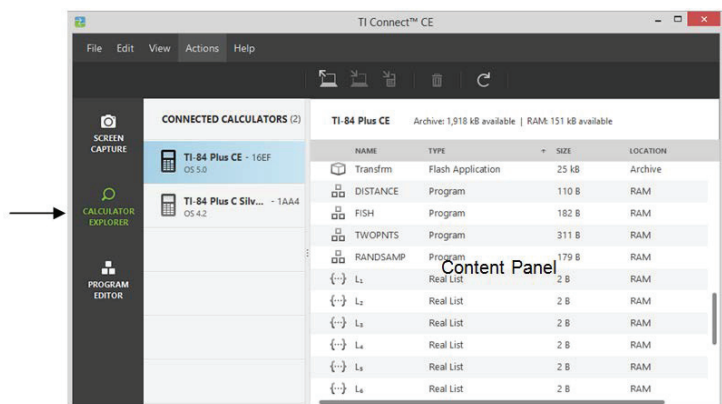 TI Connect™ CE
File Edit View Actions Help
SCREEN
CAPTURE
CALCULATOR
EXPLORER
PROGRAM
EDITOR
CONNECTED CALCULATORS (2)
TI-84 Plus CE - 16EF
OS 5.0
TI-84 Plus C Silv... - 1AA4
OS 4.2
TI-84 Plus CE Archive: 1,918 kB available | RAM: 151 kB available
NAME TYPE SIZE LOCATION
Transfrm Flash Application 25 kB Archive
DISTANCE Program 110 B RAM
FISH Program 182 B RAM
TWOPNTS Program 311 B RAM
RANDSAMP Program 179 B RAM
Content Panel
L₁ Real List 2 B RAM
L₂ Real List 2 B RAM
L₃ Real List 2 B RAM
L₄ Real List 2 B RAM
L₅ Real List 2 B RAM
L₆ Real List 2 B RAM